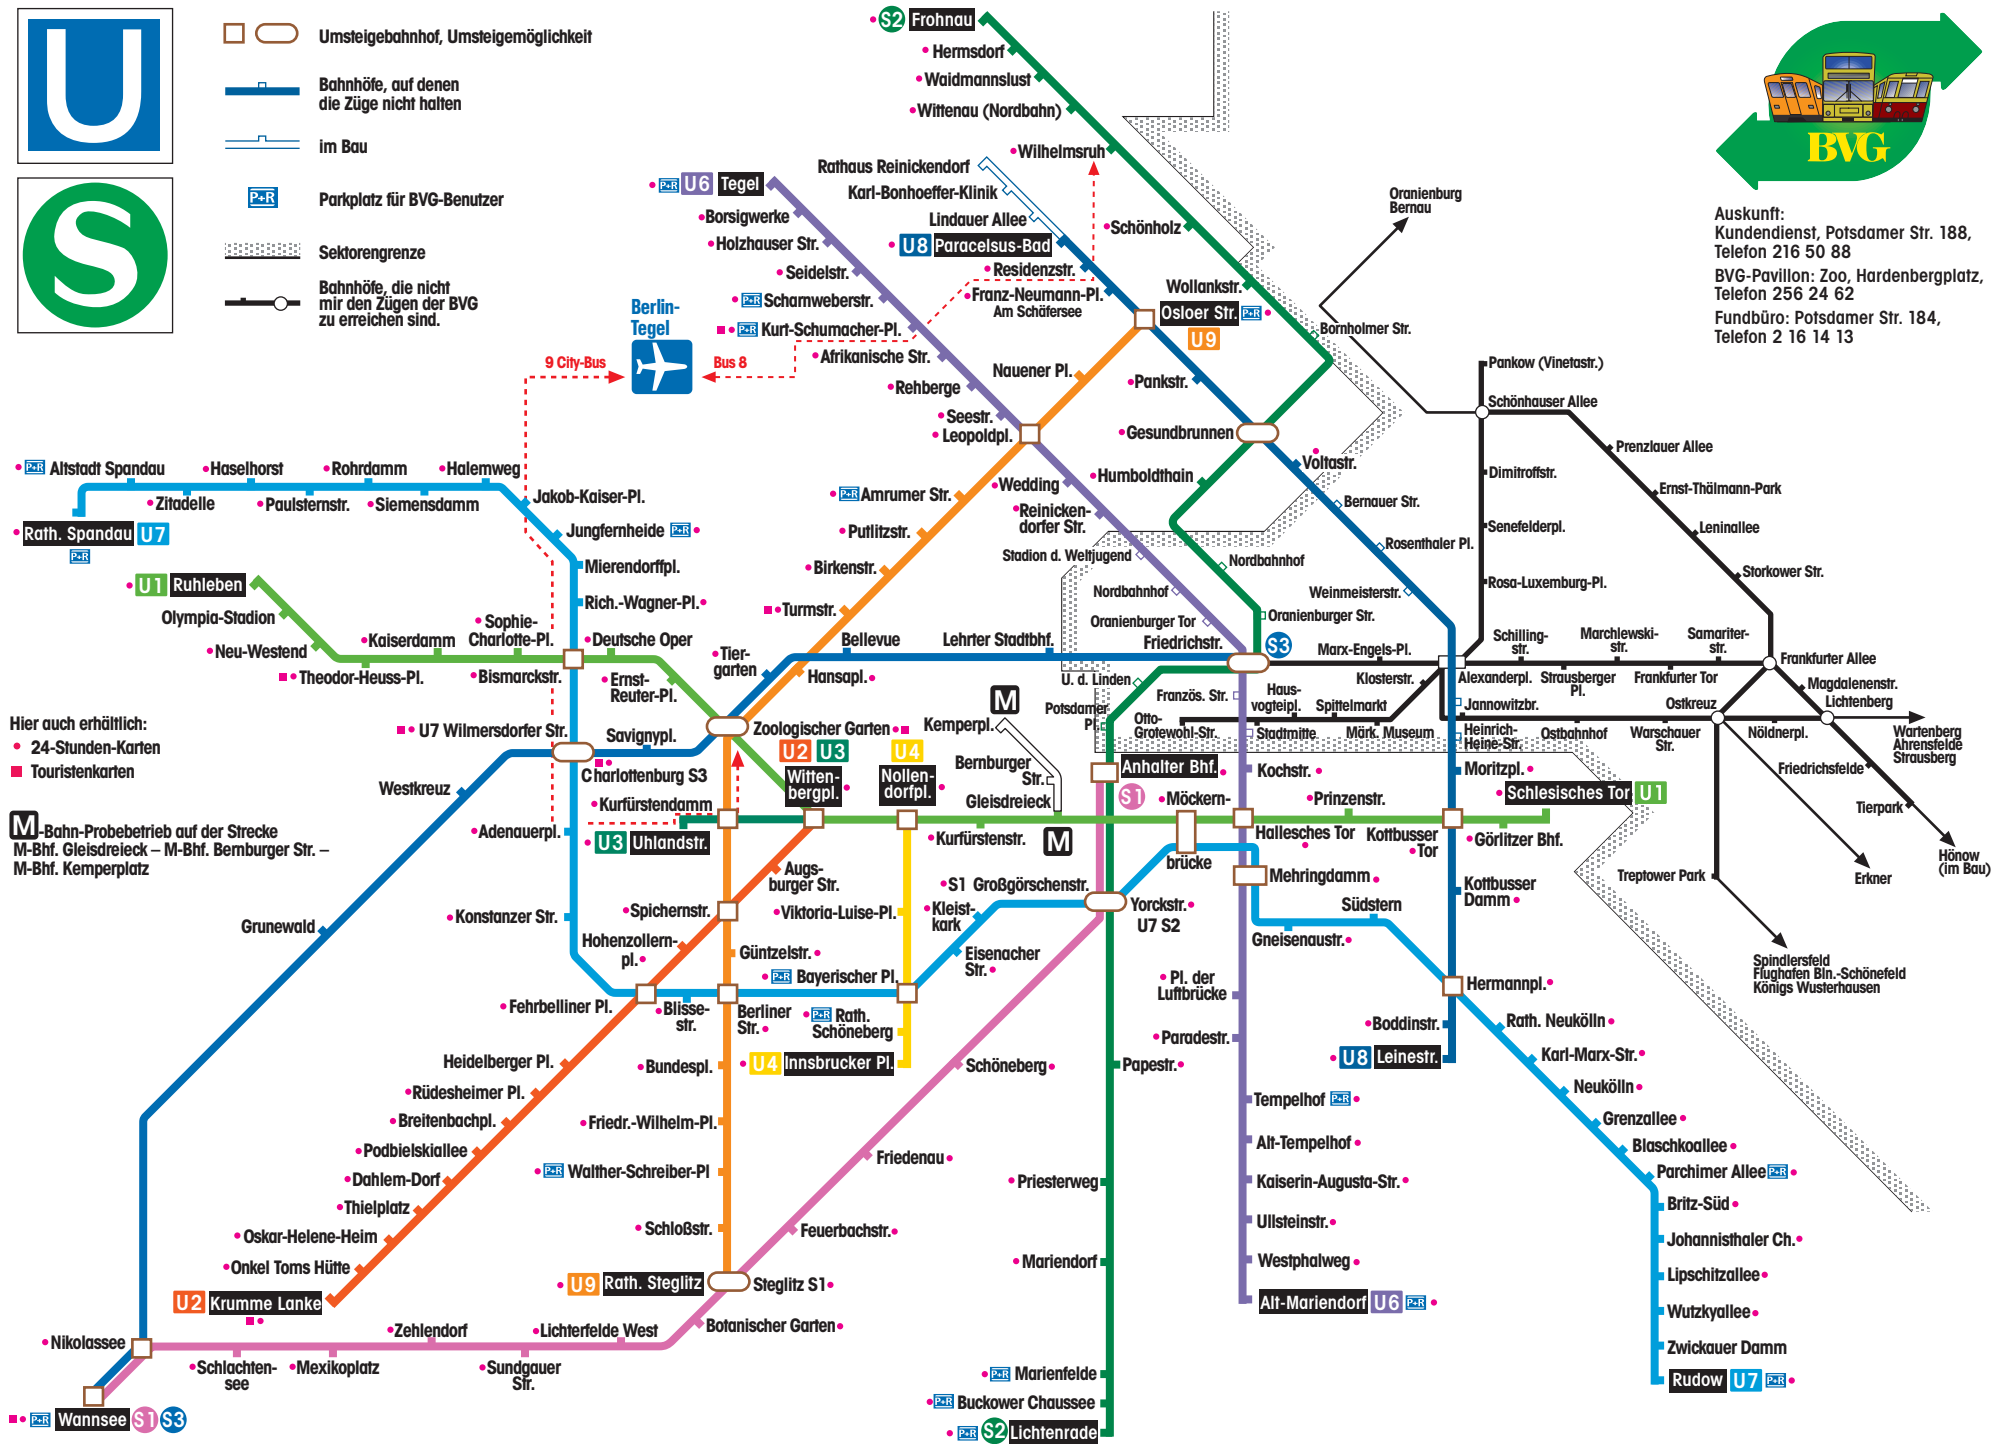 U
S
Umsteigebahnhof, Umsteigemöglichkeit
Bahnhöfe, auf denen
die Züge nicht halten
im Bau
P+R
Parkplatz für BVG-Benutzer
Sektorengrenze
Bahnhöfe, die nicht
mir den Zügen der BVG
zu erreichen sind.
BVG
Auskunft:
Kundendienst, Potsdamer Str. 188,
Telefon 216 50 88
BVG-Pavillon: Zoo, Hardenbergplatz,
Telefon 256 24 62
Fundbüro: Potsdamer Str. 184,
Telefon 2 16 14 13
S2 Frohnau
Hermsdorf
Waidmannslust
Wittenau (Nordbahn)
Wilhelmsruh
Schönholz
Wollankstr.
Bornholmer Str.
Rathaus Reinickendorf
Karl-Bonhoeffer-Klinik
Lindauer Allee
U8 Paracelsus-Bad
Residenzstr.
Franz-Neumann-Pl.
Am Schäfersee
Osloer Str. P+R
U9
P+R U6 Tegel
Borsigwerke
Holzhauser Str.
Seidelstr.
P+R Scharnweberstr.
P+R Kurt-Schumacher-Pl.
Afrikanische Str.
Rehberge
Seestr.
Leopoldpl.
Berlin-
Tegel
9 City-Bus
Bus 8
Nauener Pl.
Pankstr.
Gesundbrunnen
Voltastr.
Humboldthain
Bernauer Str.
Wedding
Reinicken-
dorfer Str.
Stadion d. Weltjugend
Nordbahnhof
Nordbahnhof
Oranienburger Tor
Oranienburger Str.
Friedrichstr.
S3
Rosenthaler Pl.
Weinmeisterstr.
P+R Amrumer Str.
Putlitzstr.
Birkenstr.
Turmstr.
Bellevue
Lehrter Stadtbhf.
Tier-
garten
Hansapl.
Oranienburg
Bernau
Pankow (Vinetastr.)
Schönhauser Allee
Prenzlauer Allee
Dimitroffstr.
Ernst-Thälmann-Park
Senefelderpl.
Leninallee
Rosa-Luxemburg-Pl.
Storkower Str.
Marx-Engels-Pl.
Schilling-
str.
Marchlewski-
str.
Samariter-
str.
Frankfurter Allee
Klosterstr.
Alexanderpl.
Strausberger
Pl.
Frankfurter Tor
Magdalenenstr.
Lichtenberg
U. d. Linden
Französ. Str.
Haus-
vogteipl.
Spittelmarkt
Jannowitzbr.
Ostkreuz
Potsdamer
Pl.
Otto-
Grotewohl-Str.
Stadtmitte
Märk. Museum
Heinrich-
Heine-Str.
Ostbahnhof
Warschauer
Str.
Nöldnerpl.
Wartenberg
Ahrensfelde
Strausberg
Friedrichsfelde
Tierpark
Hönow
(im Bau)
Erkner
Treptower Park
Spindlersfeld
Flughafen Bln.-Schönefeld
Königs Wusterhausen
P+R Altstadt Spandau
Haselhorst
Rohrdamm
Halemweg
Zitadelle
Paulsternstr.
Siemensdamm
Jakob-Kaiser-Pl.
Rath. Spandau U7
P+R
Jungfernheide P+R
Mierendorffpl.
Rich.-Wagner-Pl.
U1 Ruhleben
Olympia-Stadion
Neu-Westend
Theodor-Heuss-Pl.
Kaiserdamm
Sophie-
Charlotte-Pl.
Bismarckstr.
Deutsche Oper
Ernst-
Reuter-Pl.
U7 Wilmersdorfer Str.
Savignypl.
Charlottenburg S3
Westkreuz
Zoologischer Garten
U2 U3
Witten-
bergpl.
U4
Nollen-
dorfpl.
M
Kemperpl.
Bernburger
Str.
Gleisdreieck
M
Anhalter Bhf.
S1
Kochstr.
Moritzpl.
Schlesisches Tor U1
Kurfürstendamm
U3 Uhlandstr.
Kurfürstenstr.
Möckern-
brücke
Hallesches Tor
Prinzenstr.
Kottbusser
Tor
Görlitzer Bhf.
Hier auch erhältlich:
24-Stunden-Karten
Touristenkarten
M-Bahn-Probebetrieb auf der Strecke
M-Bhf. Gleisdreieck – M-Bhf. Bernburger Str. –
M-Bhf. Kemperplatz
Adenauerpl.
Konstanzer Str.
Augs-
burger Str.
Spichernstr.
Viktoria-Luise-Pl.
Hohenzollern-
pl.
Güntzelstr.
P+R Bayerischer Pl.
Fehrbelliner Pl.
Blisse-
str.
Berliner
Str.
P+R Rath.
Schöneberg
U4 Innsbrucker Pl.
S1 Großgörschenstr.
Kleist-
kark
Eisenacher
Str.
Yorckstr.
U7 S2
Mehringdamm
Südstern
Gneisenaustr.
Kottbusser
Damm
Hermannpl.
Boddinstr.
U8 Leinestr.
Rath. Neukölln
Karl-Marx-Str.
Neukölln
Grenzallee
Blaschkoallee
Parchimer Allee P+R
Britz-Süd
Johannisthaler Ch.
Lipschitzallee
Wutzkyallee
Zwickauer Damm
Rudow U7 P+R
Pl. der
Luftbrücke
Paradestr.
Tempelhof P+R
Alt-Tempelhof
Kaiserin-Augusta-Str.
Ullsteinstr.
Westphalweg
Alt-Mariendorf U6 P+R
Papestr.
Priesterweg
Mariendorf
P+R Marienfelde
P+R Buckower Chaussee
P+R S2 Lichtenrade
Schöneberg
Friedenau
Feuerbachstr.
Steglitz S1
Botanischer Garten
Bundespl.
Friedr.-Wilhelm-Pl.
P+R Walther-Schreiber-Pl
Schloßstr.
U9 Rath. Steglitz
Heidelberger Pl.
Rüdesheimer Pl.
Breitenbachpl.
Podbielskiallee
Dahlem-Dorf
Thielplatz
Oskar-Helene-Heim
Onkel Toms Hütte
U2 Krumme Lanke
Grunewald
Nikolassee
Schlachten-
see
Mexikoplatz
Zehlendorf
Sundgauer
Str.
Lichterfelde West
P+R Wannsee S1 S3